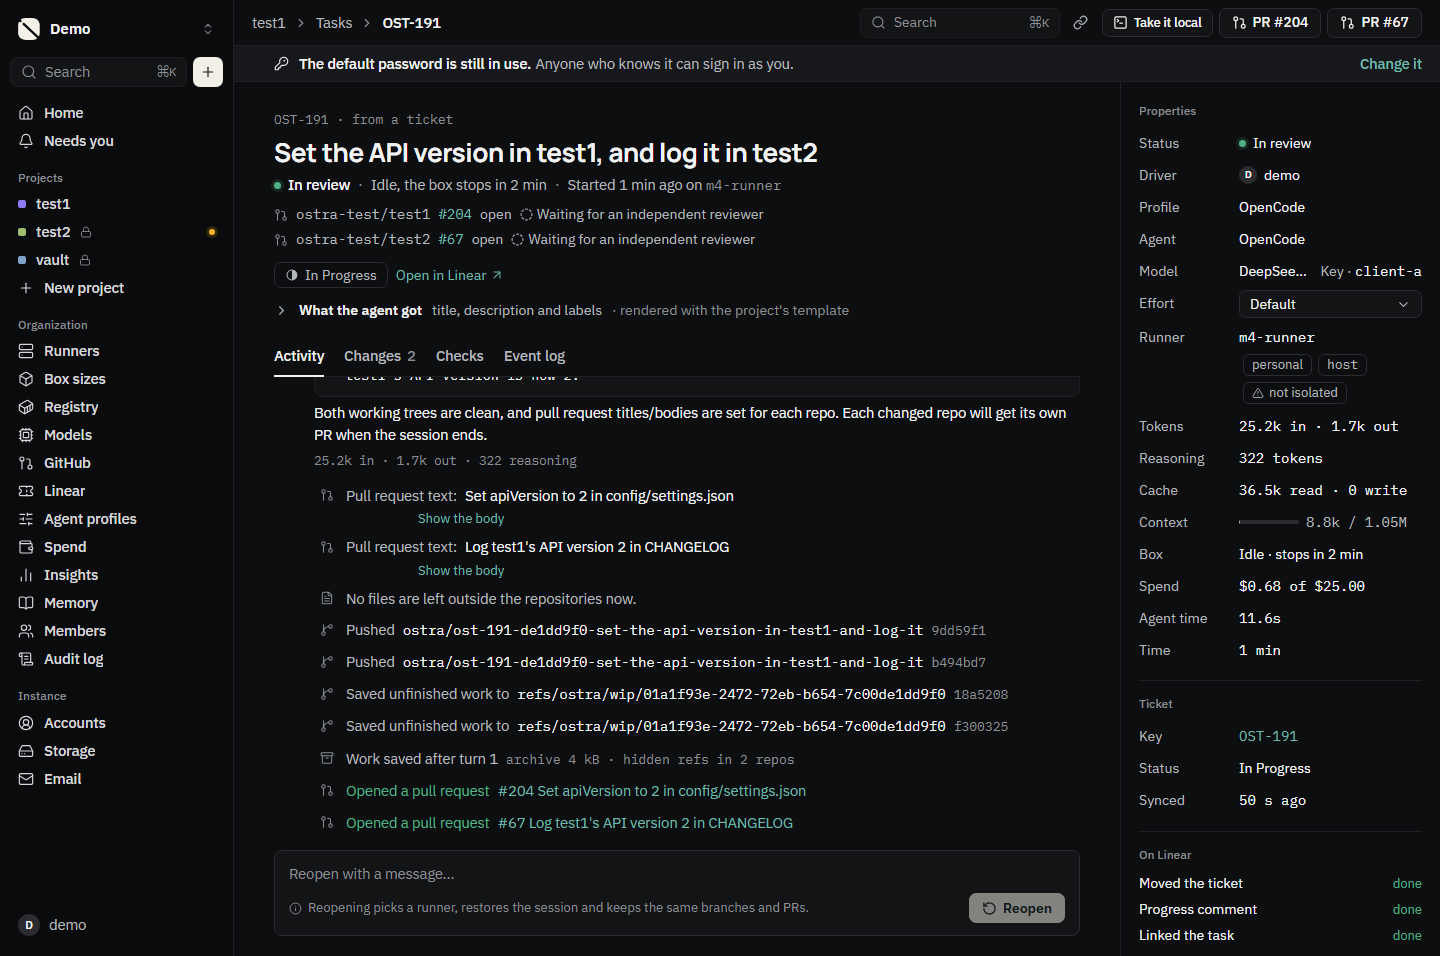 Demo
Search ⌘K
+
Home
Needs you
Projects
test1
test2
vault
New project
Organization
Runners
Box sizes
Registry
Models
GitHub
Linear
Agent profiles
Spend
Insights
Memory
Members
Audit log
Instance
Accounts
Storage
Email
D demo
test1 > Tasks > OST-191
Search ⌘K
Take it local
PR #204
PR #67
The default password is still in use. Anyone who knows it can sign in as you.
Change it
OST-191 · from a ticket
Set the API version in test1, and log it in test2
In review · Idle, the box stops in 2 min · Started 1 min ago on m4-runner
ostra-test/test1 #204 open Waiting for an independent reviewer
ostra-test/test2 #67 open Waiting for an independent reviewer
In Progress Open in Linear ↗
What the agent got title, description and labels · rendered with the project's template
Activity Changes 2 Checks Event log
test1's API version is now 2.
Both working trees are clean, and pull request titles/bodies are set for each repo. Each changed repo will get its own
PR when the session ends.
25.2k in · 1.7k out · 322 reasoning
Pull request text: Set apiVersion to 2 in config/settings.json
Show the body
Pull request text: Log test1's API version 2 in CHANGELOG
Show the body
No files are left outside the repositories now.
Pushed ostra/ost-191-de1dd9f0-set-the-api-version-in-test1-and-log-it 9dd59f1
Pushed ostra/ost-191-de1dd9f0-set-the-api-version-in-test1-and-log-it b494bd7
Saved unfinished work to refs/ostra/wip/01a1f93e-2472-72eb-b654-7c00de1dd9f0 18a5208
Saved unfinished work to refs/ostra/wip/01a1f93e-2472-72eb-b654-7c00de1dd9f0 f300325
Work saved after turn 1 archive 4 kB · hidden refs in 2 repos
Opened a pull request #204 Set apiVersion to 2 in config/settings.json
Opened a pull request #67 Log test1's API version 2 in CHANGELOG
Reopen with a message...
Reopening picks a runner, restores the session and keeps the same branches and PRs.
Reopen
Properties
Status In review
Driver D demo
Profile OpenCode
Agent OpenCode
Model DeepSee... Key · client-a
Effort Default
Runner m4-runner
personal host
not isolated
Tokens 25.2k in · 1.7k out
Reasoning 322 tokens
Cache 36.5k read · 0 write
Context 8.8k / 1.05M
Box Idle · stops in 2 min
Spend $0.68 of $25.00
Agent time 11.6s
Time 1 min
Ticket
Key OST-191
Status In Progress
Synced 50 s ago
On Linear
Moved the ticket done
Progress comment done
Linked the task done